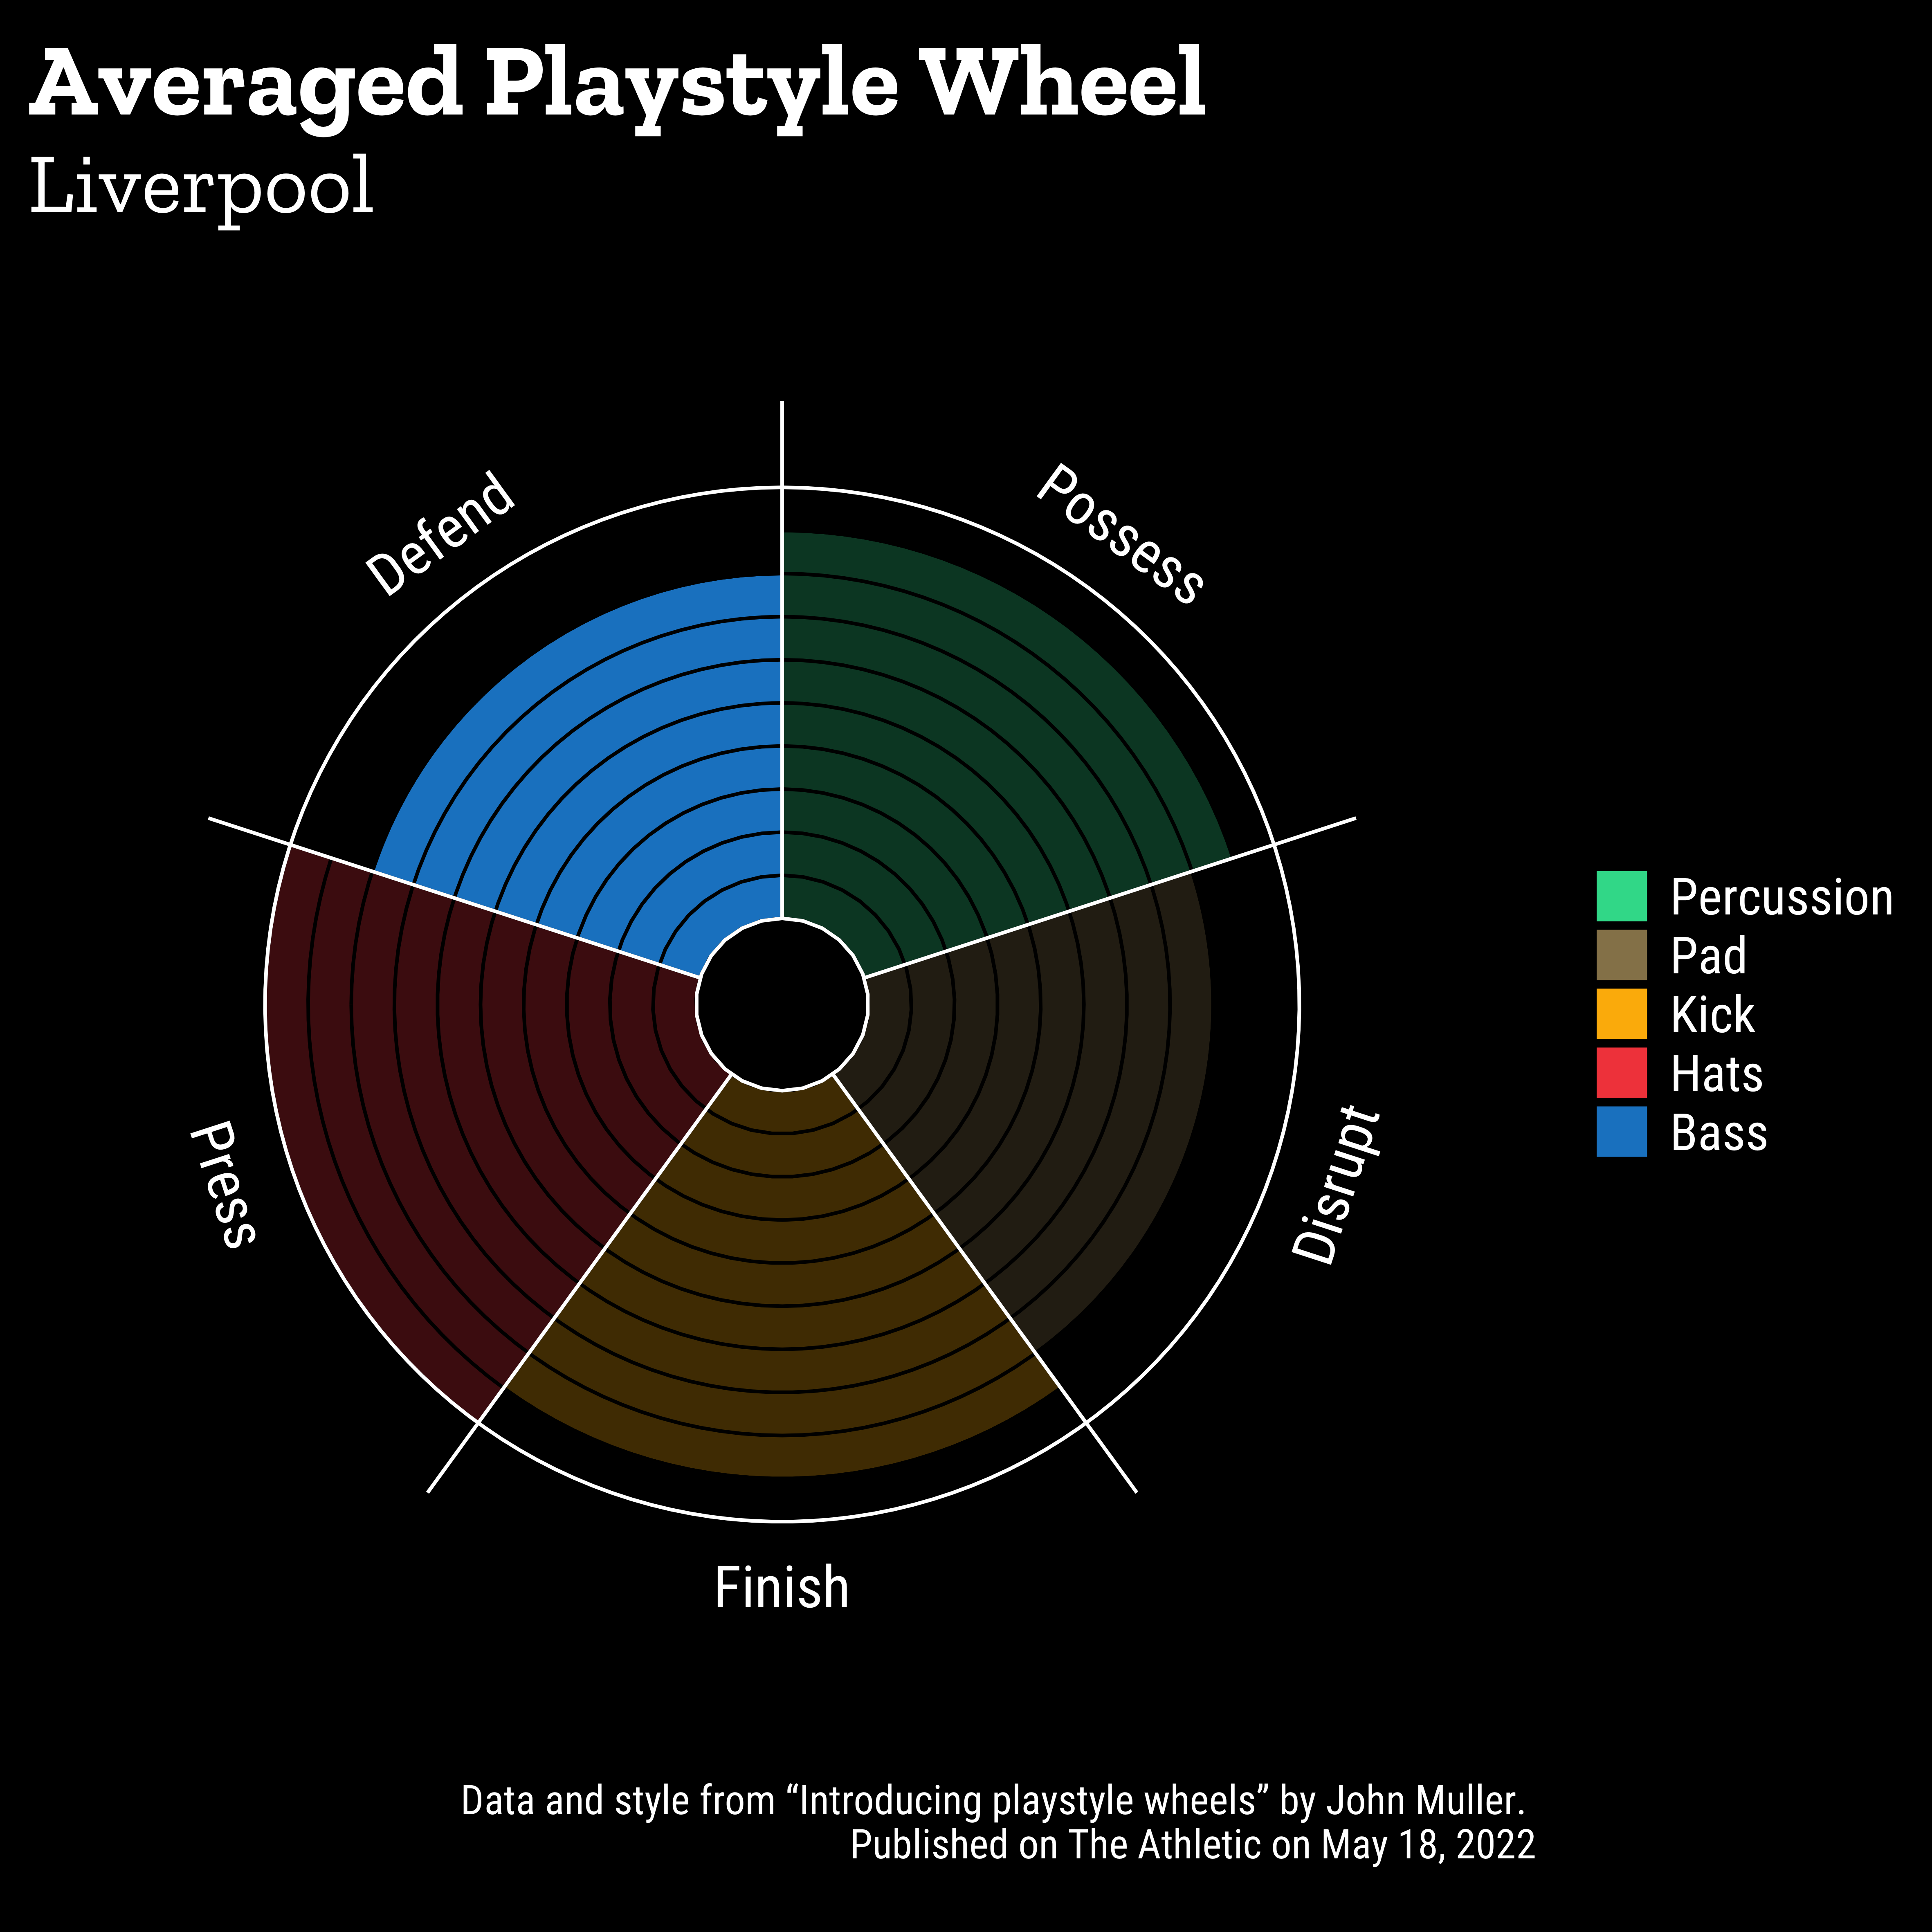 Averaged Playstyle Wheel
Liverpool
Defend
Possess
Press
Disrupt
Finish
Percussion
Pad
Kick
Hats
Bass
Data and style from “Introducing playstyle wheels” by John Muller.
Published on The Athletic on May 18, 2022